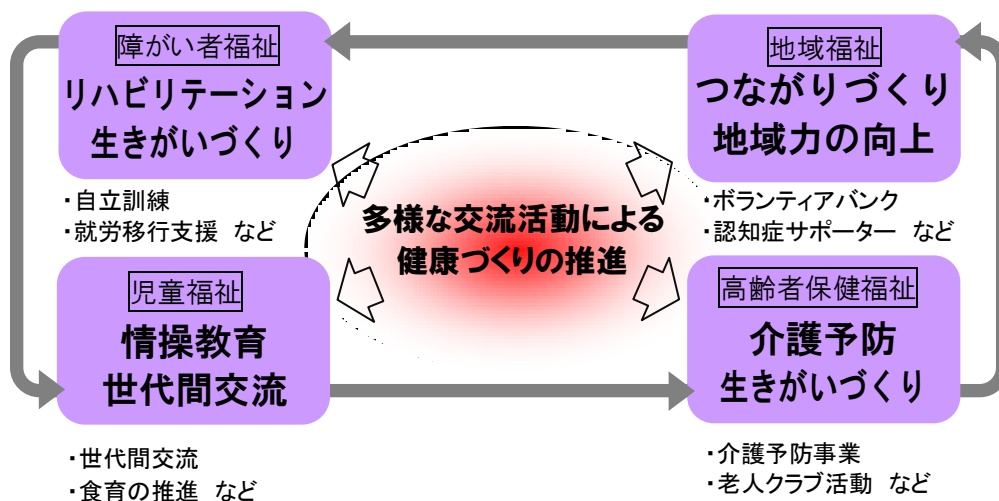 障がい者福祉
リハビリテーション
生きがいづくり
・自立訓練
・就労移行支援 など
地域福祉
つながりづくり
地域力の向上
・ボランティアバンク
・認知症サポーター など
多様な交流活動による
健康づくりの推進
児童福祉
情操教育
世代間交流
・世代間交流
・食育の推進 など
高齢者保健福祉
介護予防
生きがいづくり
・介護予防事業
・老人クラブ活動 など